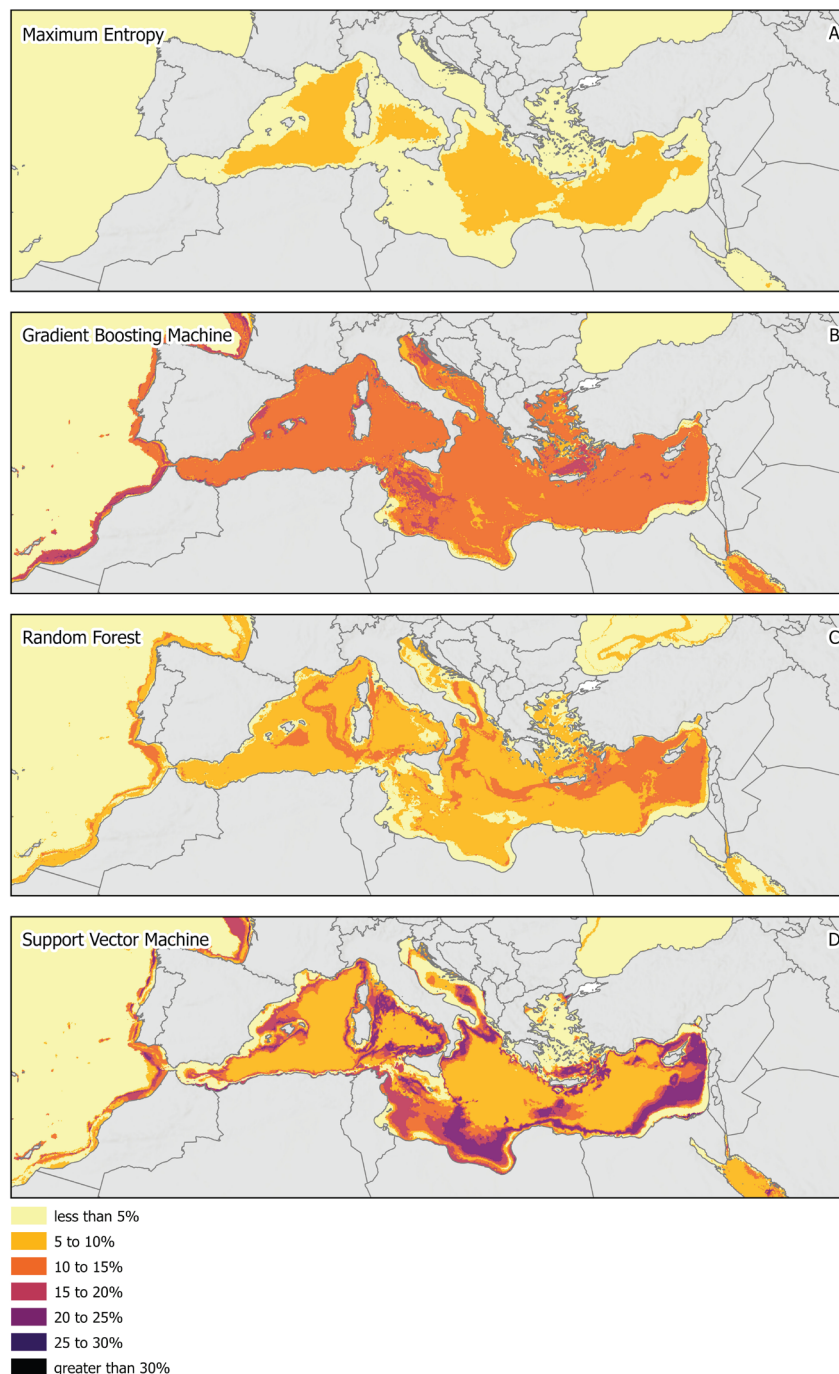 Maximum Entropy
A
Gradient Boosting Machine
B
Random Forest
C
Support Vector Machine
D
less than 5%
5 to 10%
10 to 15%
15 to 20%
20 to 25%
25 to 30%
greater than 30%